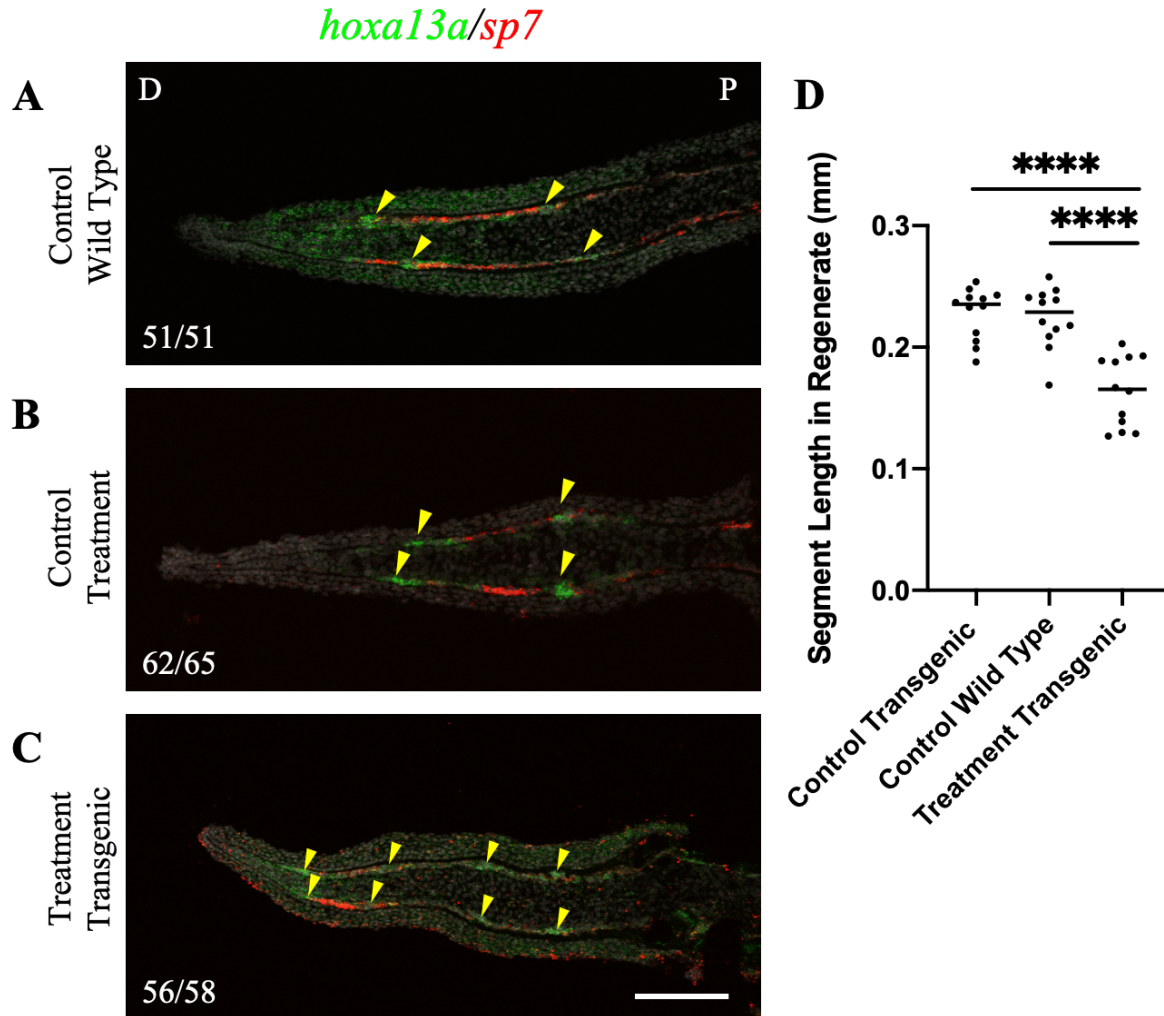 hoxa13a/sp7
A
Control
Wild Type
D
P
51/51
B
Control
Treatment
62/65
C
Treatment
Transgenic
56/58
D
****
****
Segment Length in Regenerate (mm)
0.3
0.2
0.1
0.0
Control Transgenic
Control Wild Type
Treatment Transgenic